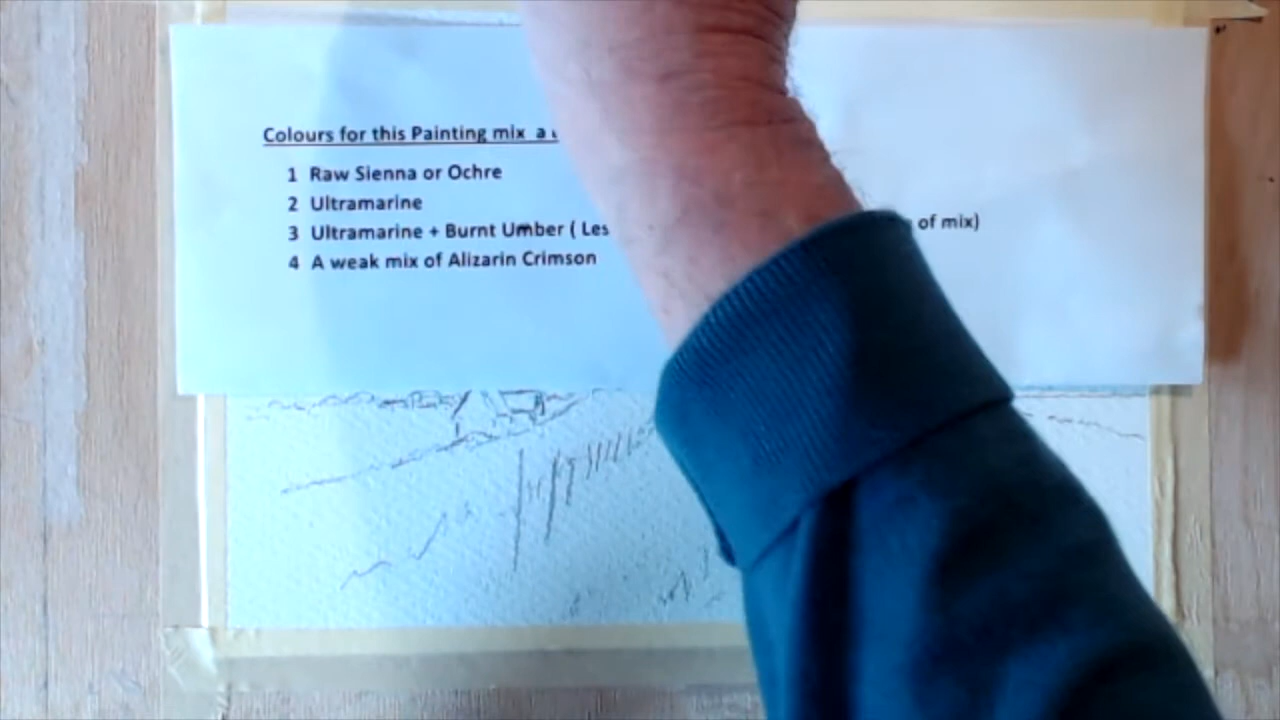 Colours for this Painting mix a
1 Raw Sienna or Ochre
2 Ultramarine
3 Ultramarine + Burnt Umber ( Les of mix)
4 A weak mix of Alizarin Crimson